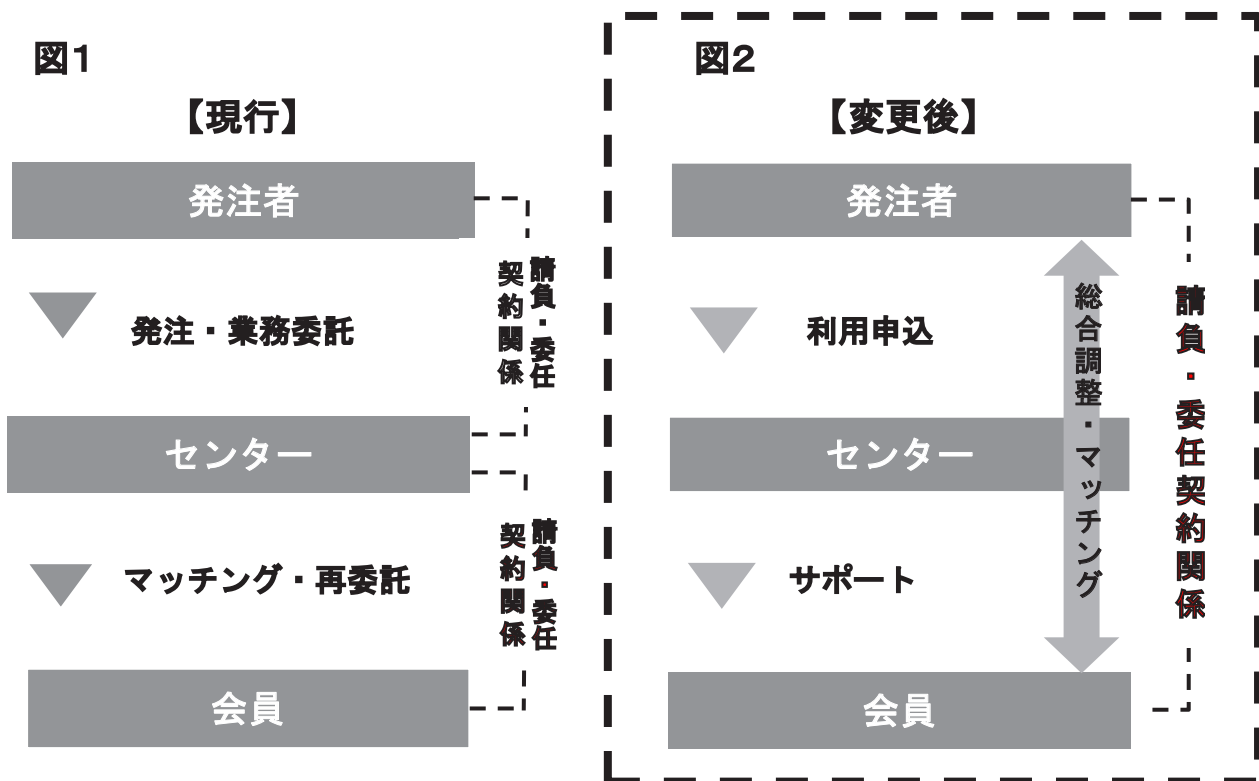 図1
【現行】
発注者
発注・業務委託
請負・委任
契約関係
センター
マッチング・再委託
請負・委任
契約関係
会員
図2
【変更後】
発注者
利用申込
総合調整・マッチング
請負・委任契約関係
センター
サポート
会員